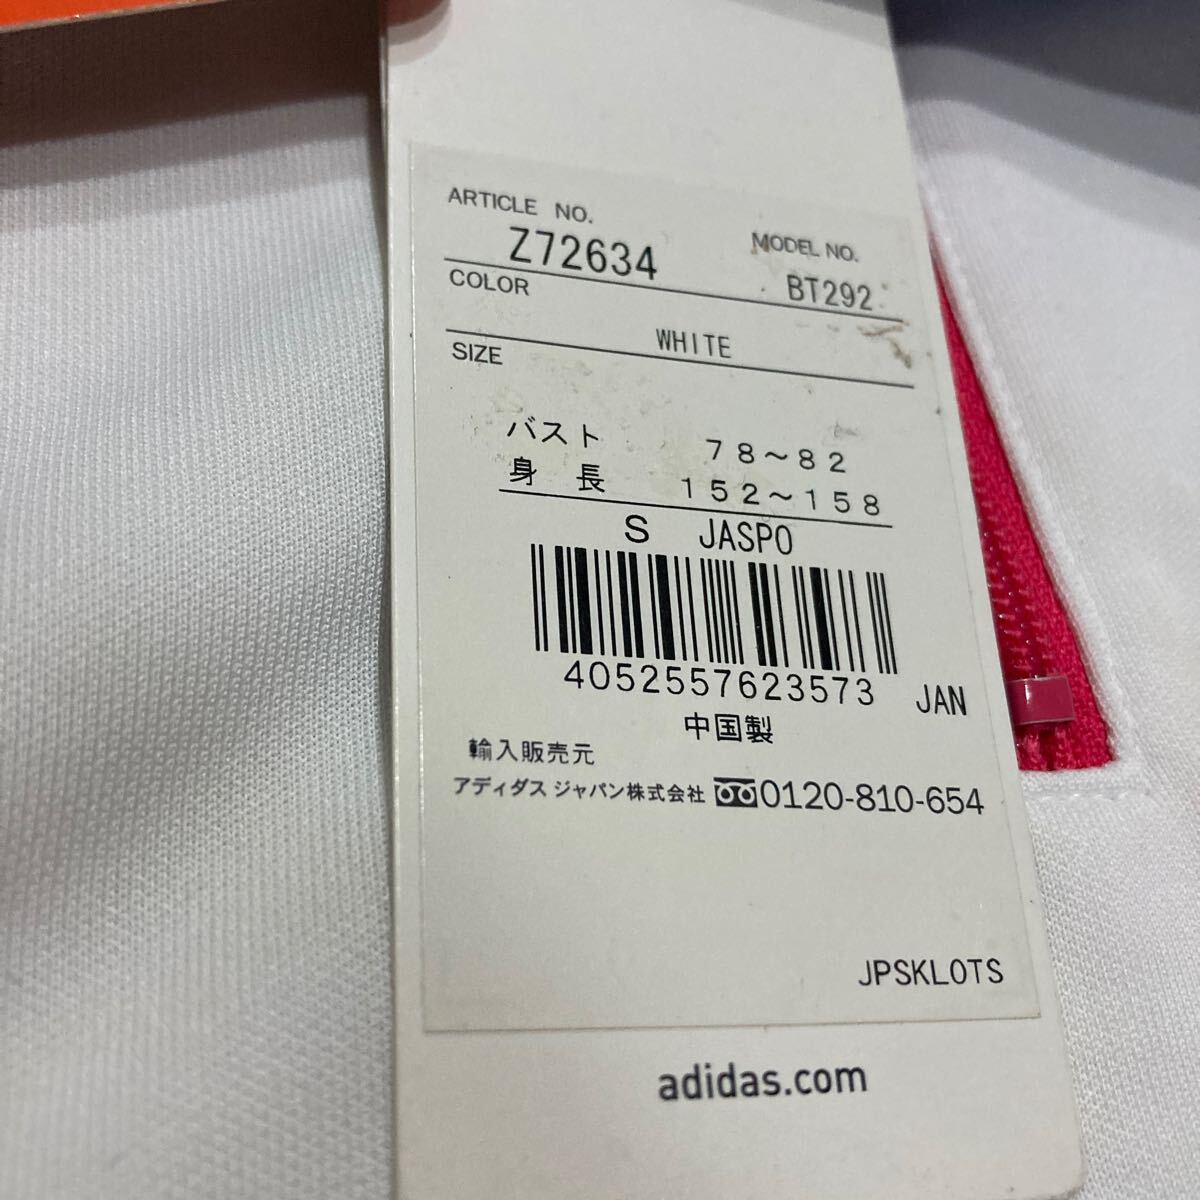 ARTICLE NO.
Z72634
MODEL NO.
BT292
COLOR
WHITE
SIZE
バスト 78～82
身長 152～158
S JASPO
4052557623573 JAN
中国製
輸入販売元
アディダス ジャパン株式会社 0120-810-654
JPSKLOTS
adidas.com